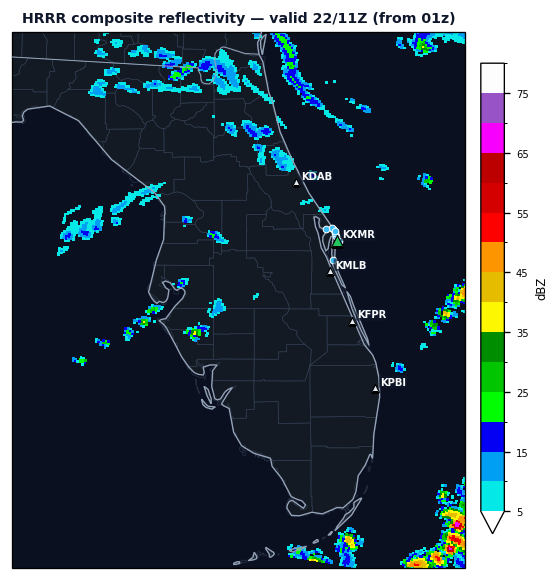 HRRR composite reflectivity — valid 22/11Z (from 01z)
KDAB
KXMR
KMLB
KFPR
KPBI
75
65
55
45
35
25
15
5
dBZ